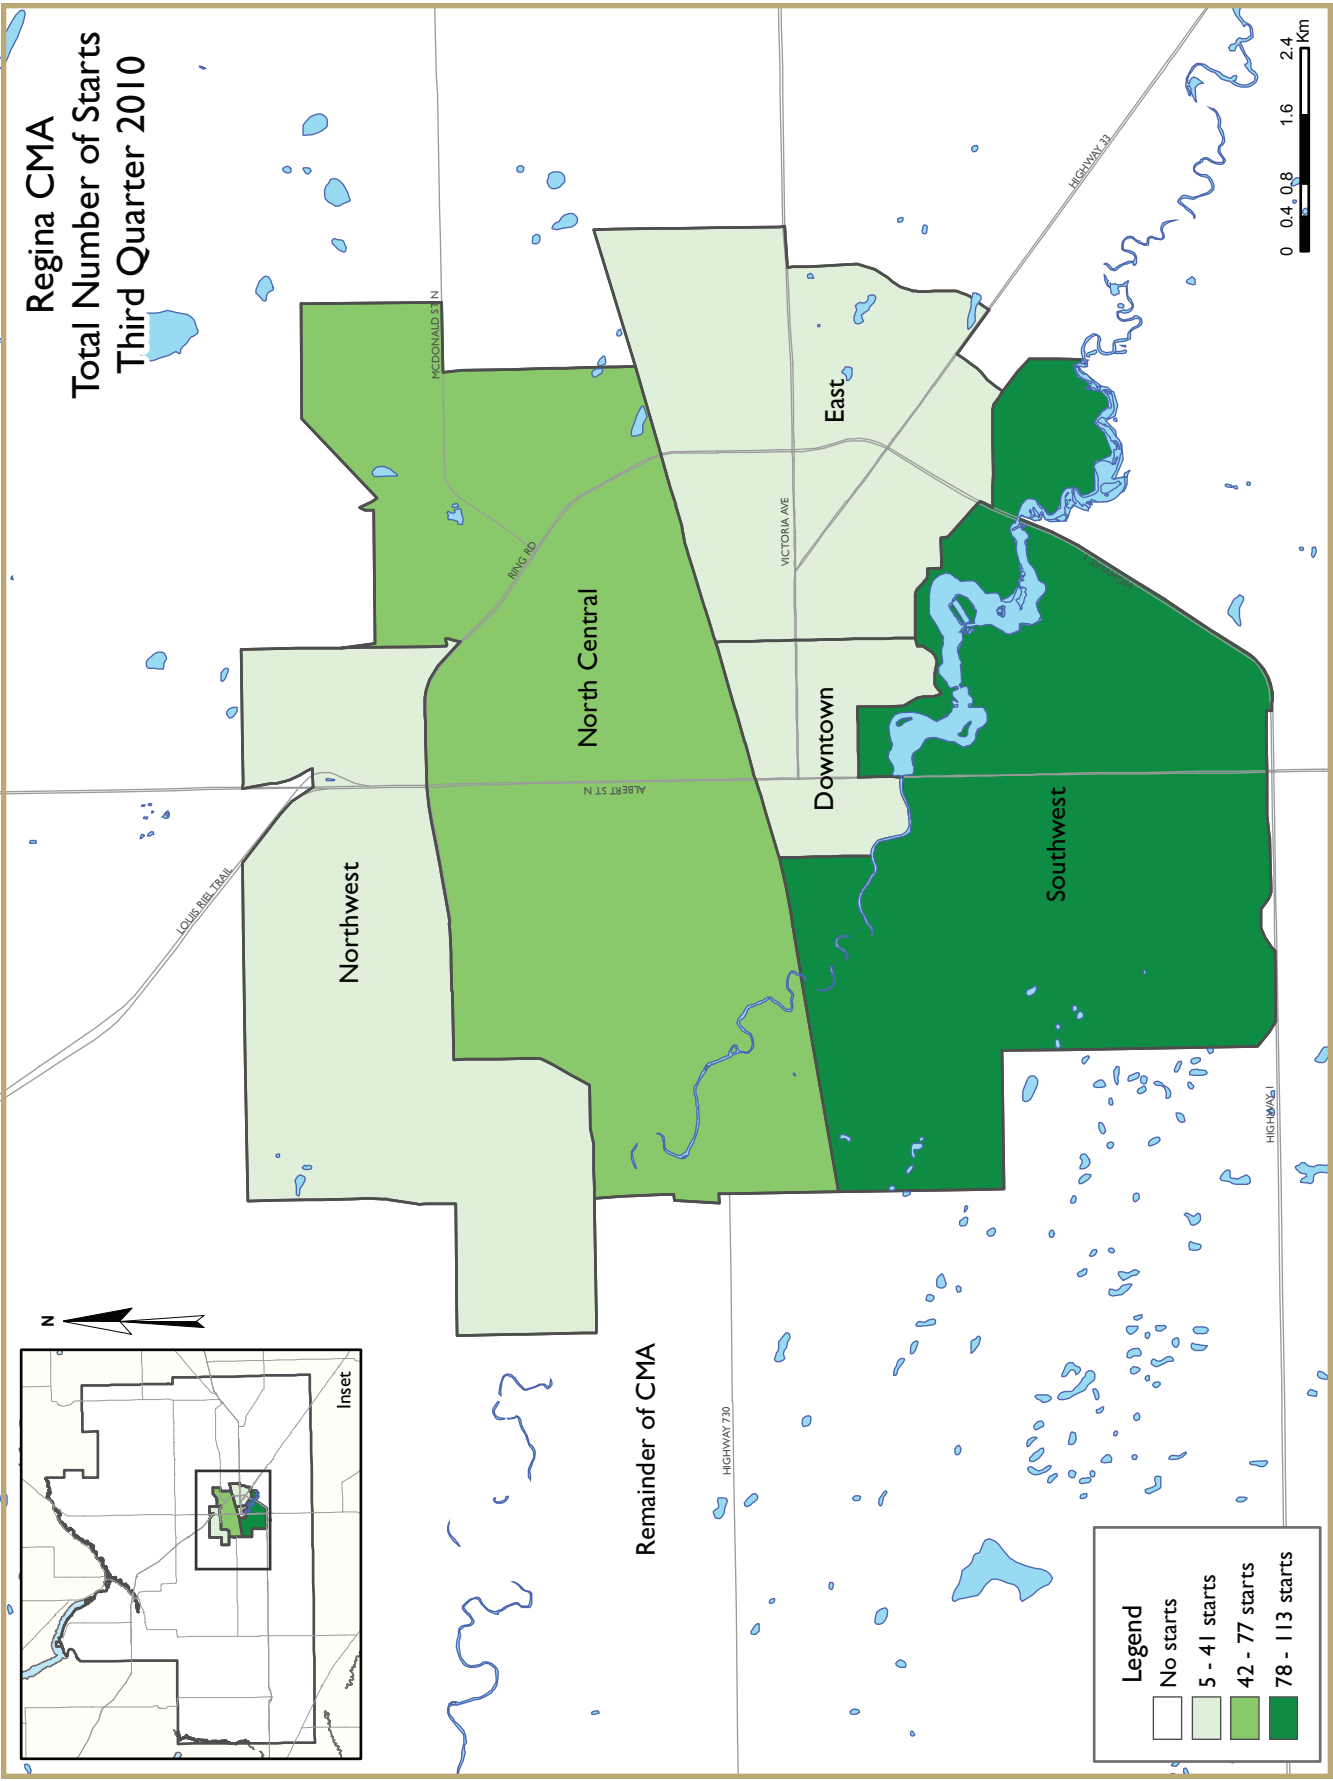 Regina CMA
Total Number of Starts
Third Quarter 2010
N
Inset
LOUIS RIEL TRAIL
MCDONALD ST N
Northwest
RING RD
North Central
ALBERT ST N
Remainder of CMA
HIGHWAY 730
VICTORIA AVE
East
Downtown
Southwest
HIGHWAY 33
HIGHWAY 1
HIGHWAY 1
Legend
No starts
5 - 41 starts
42 - 77 starts
78 - 113 starts
0 0.4 0.8 1.6 2.4
Km